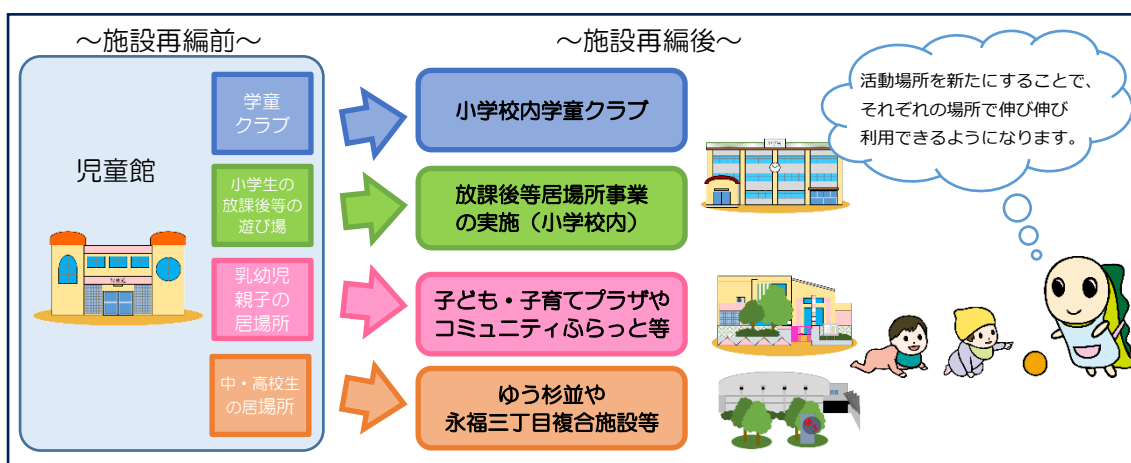 ～施設再編前～
児童館
学童
クラブ
小学生の
放課後等の
遊び場
乳幼児
親子の
居場所
中・高校生
の居場所
～施設再編後～
小学校内学童クラブ
放課後等居場所事業
の実施（小学校内）
子ども・子育てプラザや
コミュニティふらっと等
ゆう杉並や
永福三丁目複合施設等
活動場所を新たにすることで、
それぞれの場所で伸び伸び
利用できるようになります。